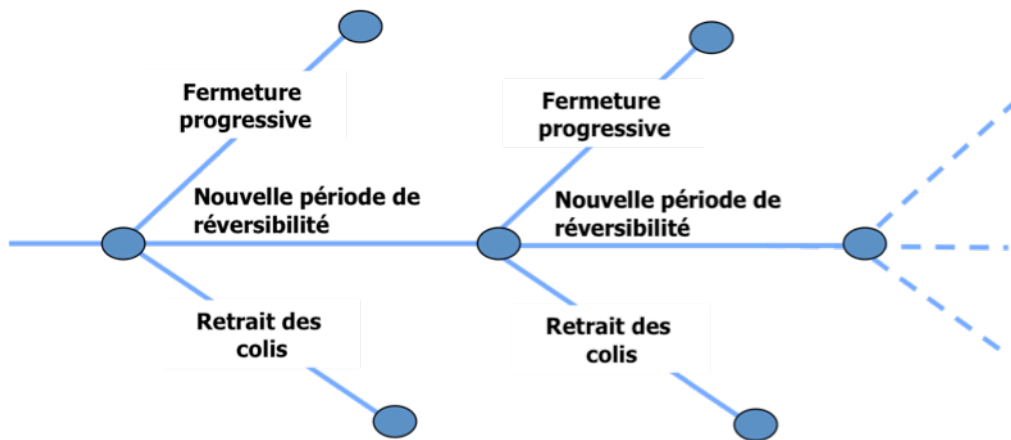 Fermeture
progressive
Fermeture
progressive
Nouvelle période de
réversibilité
Nouvelle période de
réversibilité
Retrait des
colis
Retrait des
colis